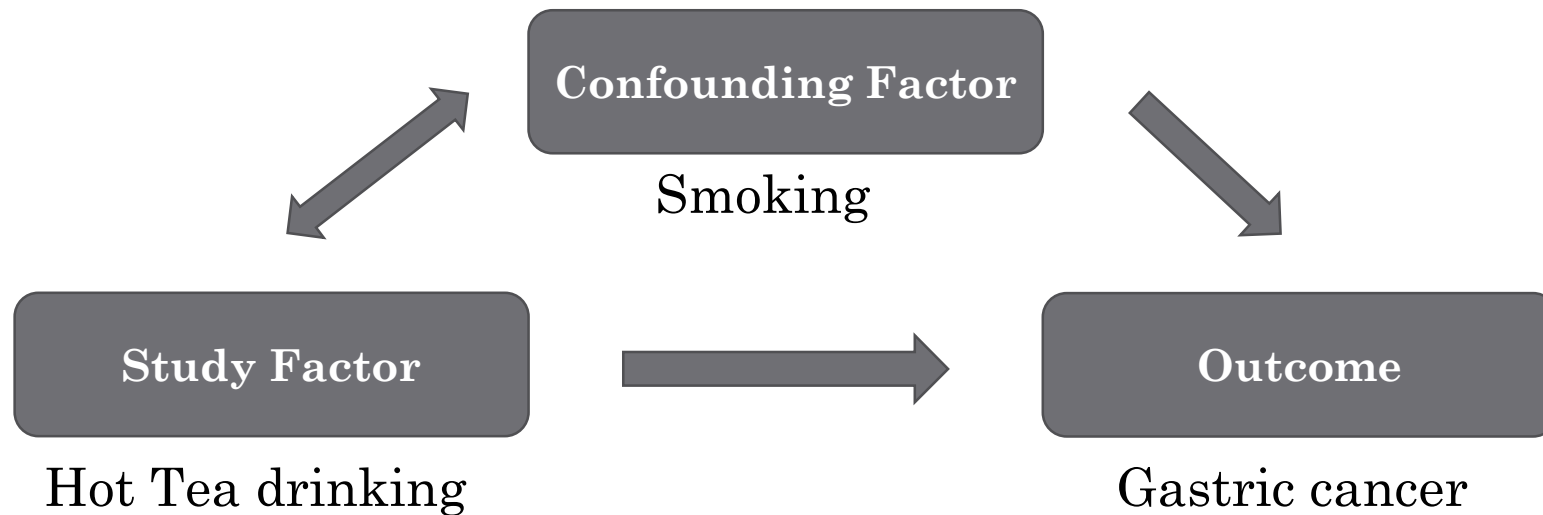 Confounding Factor
Smoking
Study Factor
Outcome
Hot Tea drinking
Gastric cancer